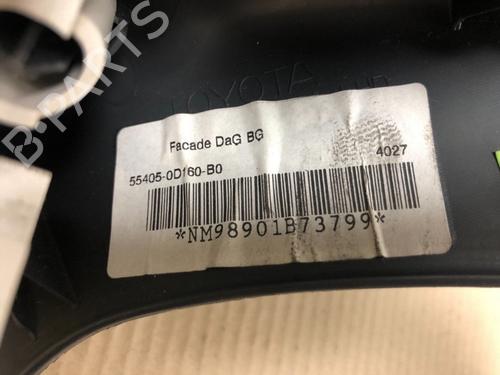 B-PARTS
TOYOTA
Facade DaG BG
55405-0D160-B0
4027
*NM98901B73799*